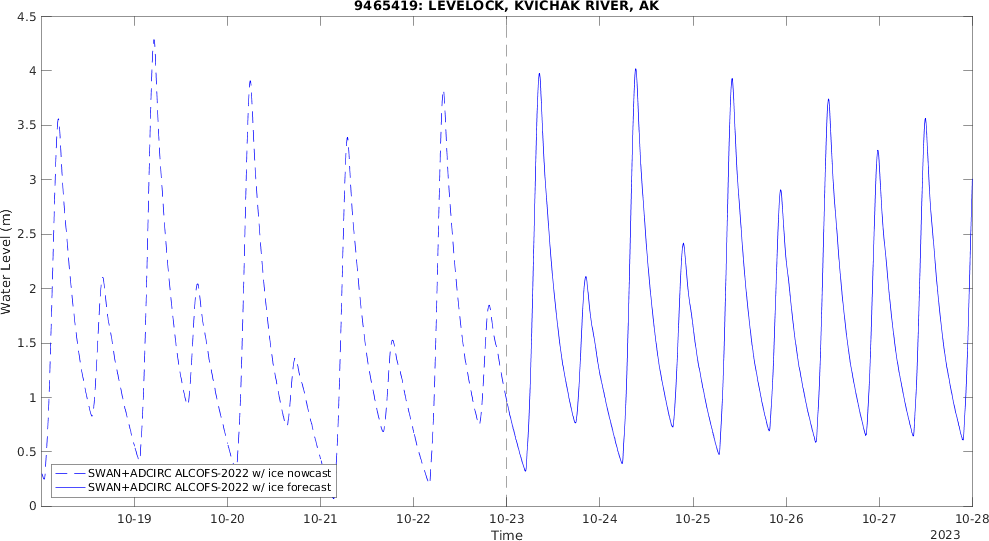 9465419: LEVELOCK, KVICHAK RIVER, AK
4.5
4
3.5
3
2.5
2
1.5
1
0.5
0
Water Level (m)
SWAN+ADCIRC ALCOFS-2022 w/ ice nowcast
SWAN+ADCIRC ALCOFS-2022 w/ ice forecast
10-19 10-20 10-21 10-22 10-23 10-24 10-25 10-26 10-27 10-28
Time
2023